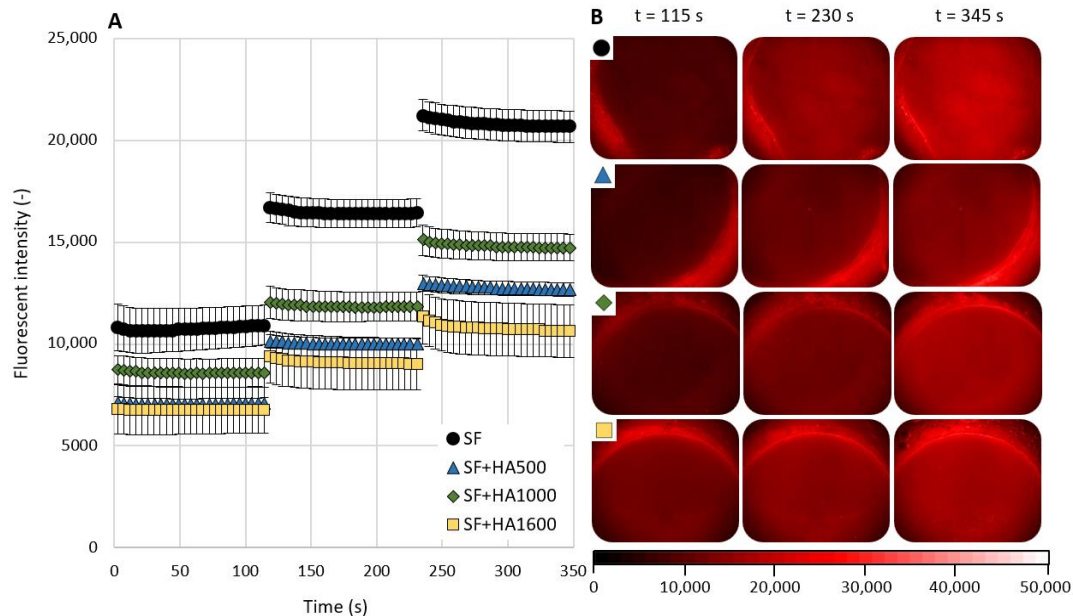 A
25,000
20,000
15,000
10,000
5000
0
Fluorescent intensity (-)
0 50 100 150 200 250 300 350
Time (s)
SF
SF+HA500
SF+HA1000
SF+HA1600
B
t = 115 s t = 230 s t = 345 s
0 10,000 20,000 30,000 40,000 50,000